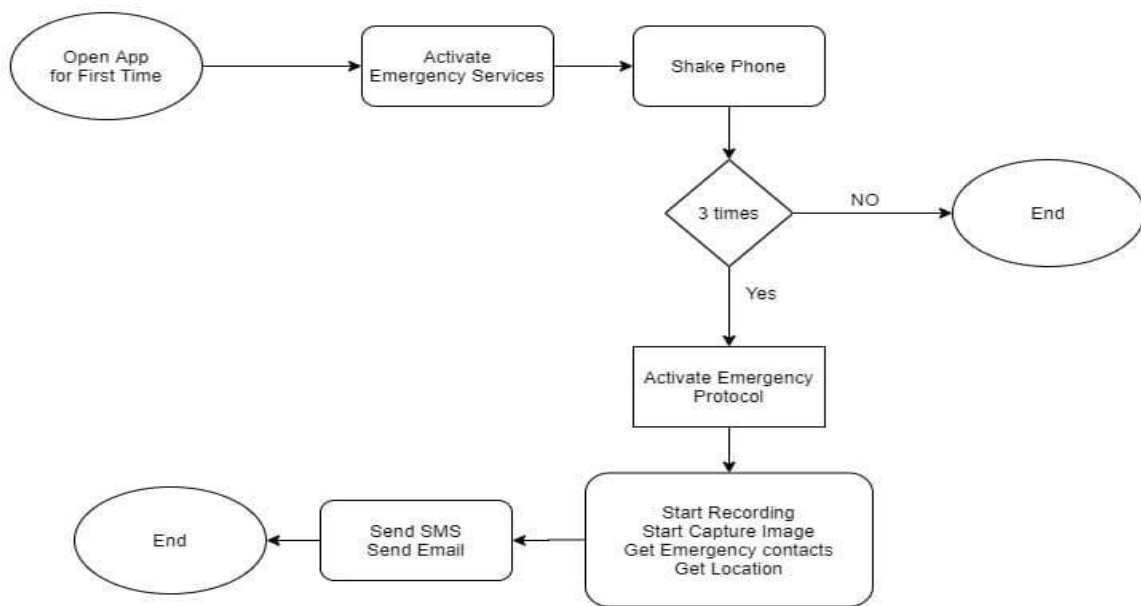 Open App
for First Time
Activate
Emergency Services
Shake Phone
3 times
NO
End
Yes
Activate Emergency
Protocol
Start Recording
Start Capture Image
Get Emergency contacts
Get Location
Send SMS
Send Email
End